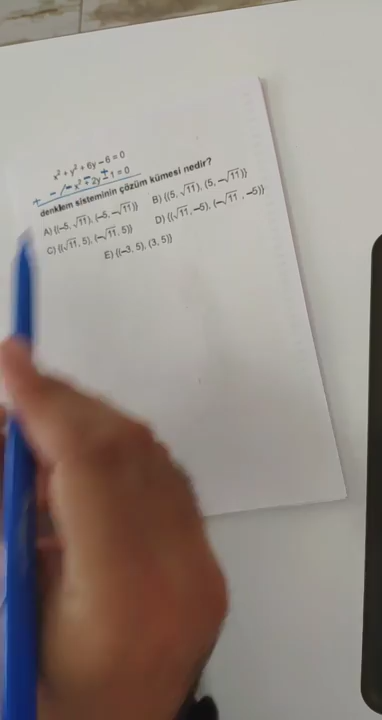 x² + y² + 6y − 6 = 0
+ − / − x² + 2y − 1 = 0
denklem sisteminin çözüm kümesi nedir?
A) {(−5, √11), (−5, −√11)} B) {(5, √11), (5, −√11)}
C) {(√11, 5), (−√11, 5)} D) {(√11, −5), (−√11, −5)}
E) {(−3, 5), (3, 5)}